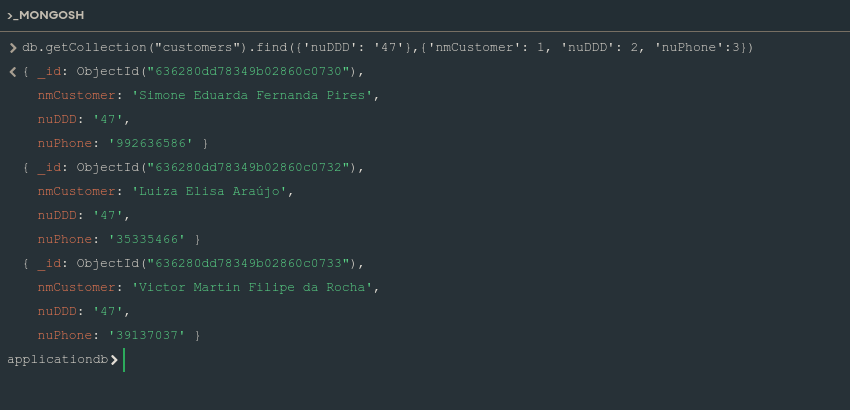 >_MONGOSH
> db.getCollection("customers").find({'nuDDD': '47'},{'nmCustomer': 1, 'nuDDD': 2, 'nuPhone':3})
< { _id: ObjectId("636280dd78349b02860c0730"),
nmCustomer: 'Simone Eduarda Fernanda Pires',
nuDDD: '47',
nuPhone: '992636586' }
{ _id: ObjectId("636280dd78349b02860c0732"),
nmCustomer: 'Luiza Elisa Araújo',
nuDDD: '47',
nuPhone: '35335466' }
{ _id: ObjectId("636280dd78349b02860c0733"),
nmCustomer: 'Victor Martin Filipe da Rocha',
nuDDD: '47',
nuPhone: '39137037' }
applicationdb>